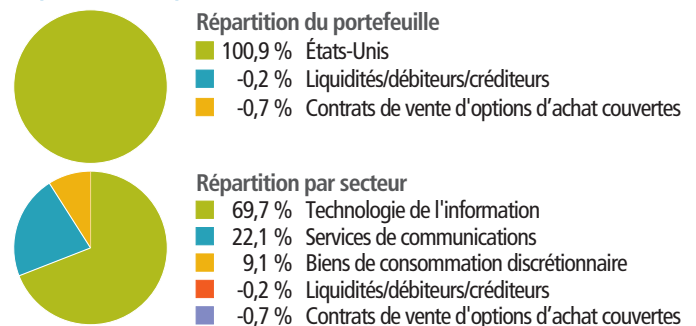 Répartition du portefeuille
100,9 % États-Unis
-0,2 % Liquidités/débiteurs/créditeurs
-0,7 % Contrats de vente d'options d’achat couvertes
Répartition par secteur
69,7 % Technologie de l'information
22,1 % Services de communications
9,1 % Biens de consommation discrétionnaire
-0,2 % Liquidités/débiteurs/créditeurs
-0,7 % Contrats de vente d'options d’achat couvertes